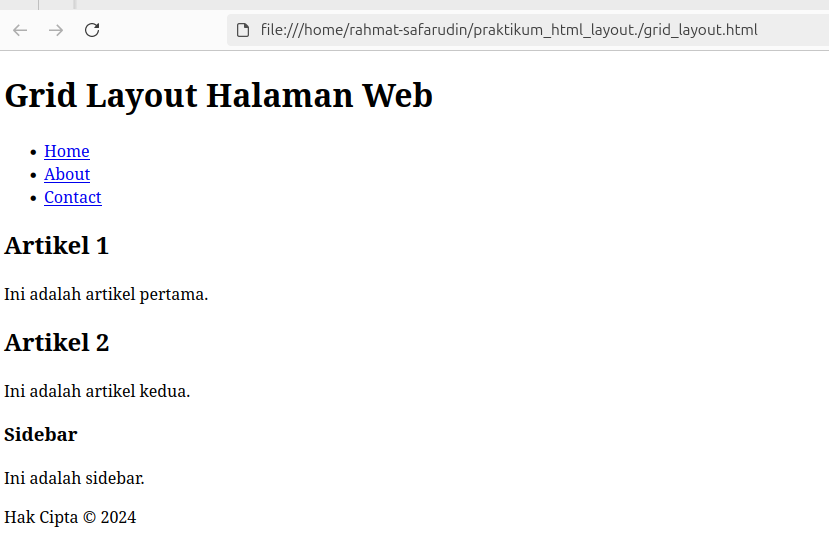 file:///home/rahmat-safarudin/praktikum_html_layout./grid_layout.html
Grid Layout Halaman Web
• Home
• About
• Contact
Artikel 1
Ini adalah artikel pertama.
Artikel 2
Ini adalah artikel kedua.
Sidebar
Ini adalah sidebar.
Hak Cipta © 2024